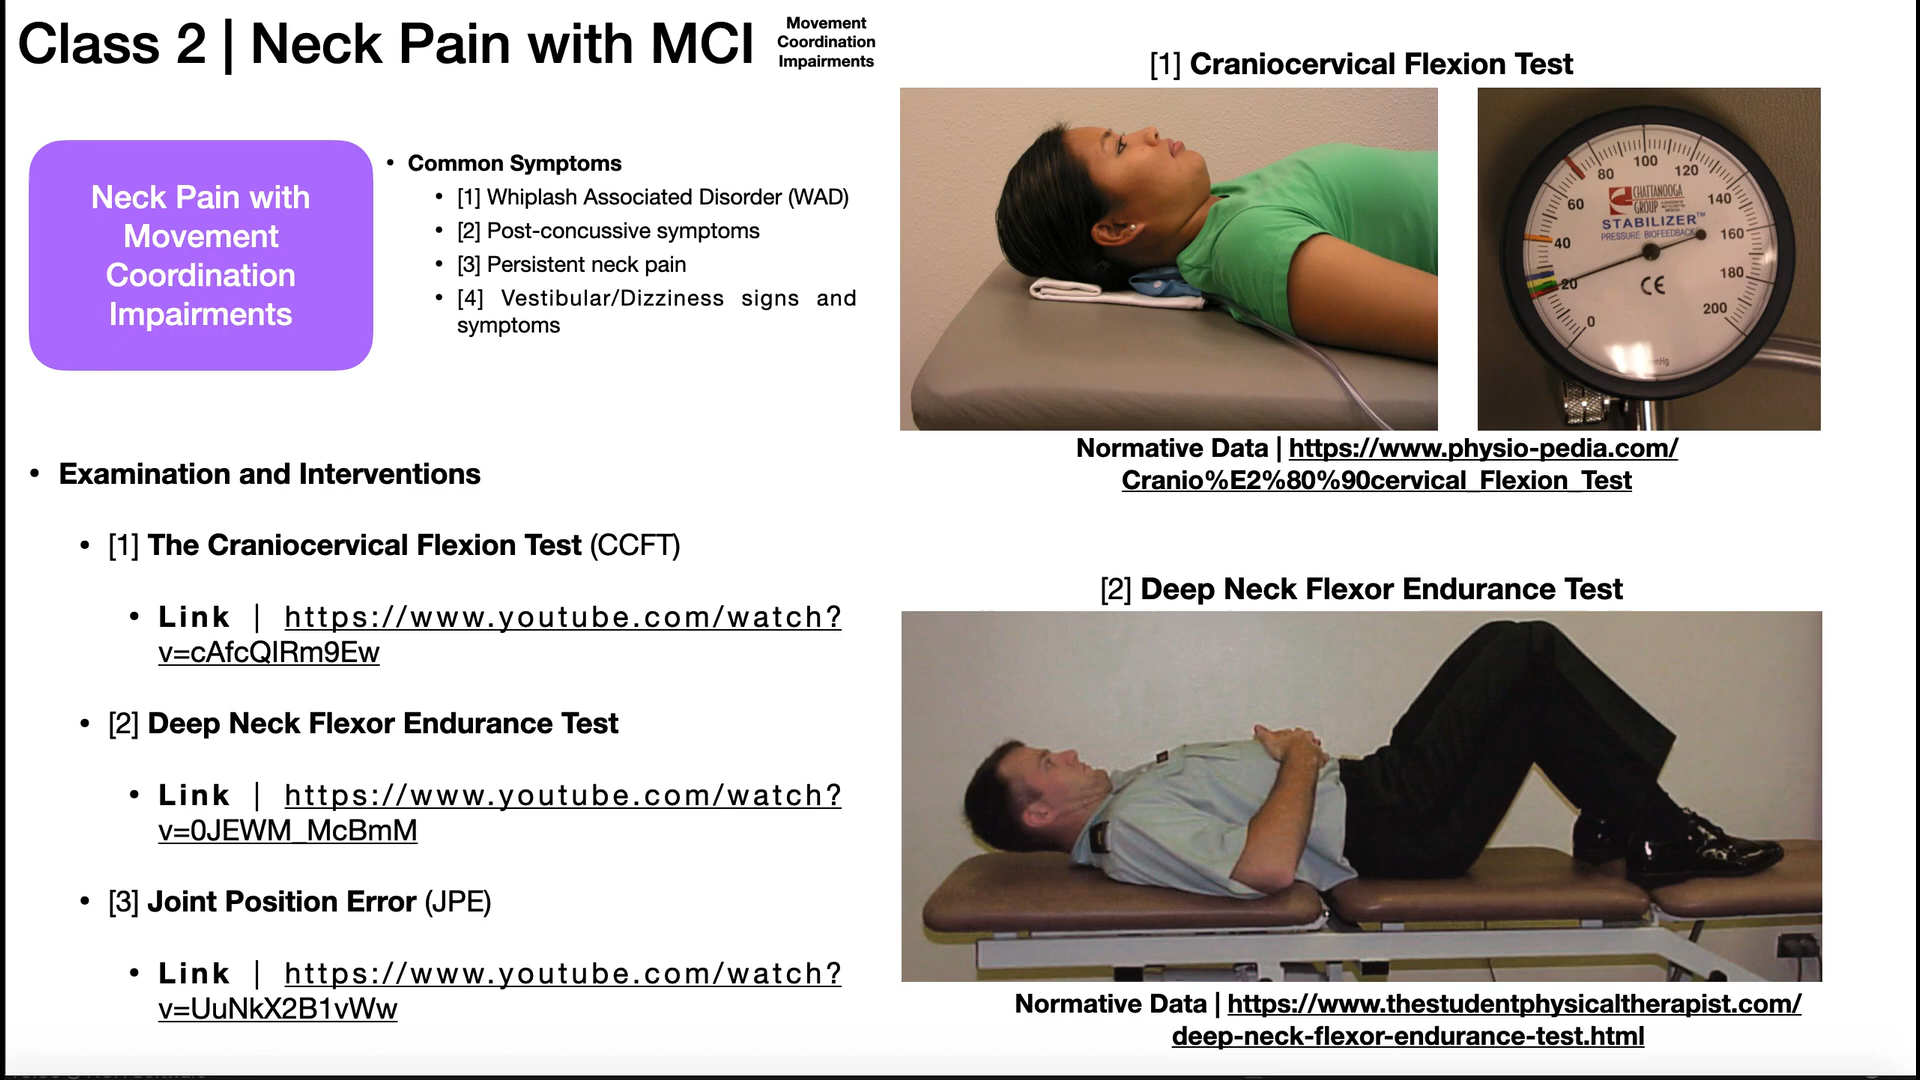 Class 2 | Neck Pain with MCI
Movement
Coordination
Impairments
Neck Pain with
Movement
Coordination
Impairments
• Common Symptoms
• [1] Whiplash Associated Disorder (WAD)
• [2] Post-concussive symptoms
• [3] Persistent neck pain
• [4] Vestibular/Dizziness signs and
symptoms
• Examination and Interventions
• [1] The Craniocervical Flexion Test (CCFT)
• Link | https://www.youtube.com/watch?
v=cAfcQIRm9Ew
• [2] Deep Neck Flexor Endurance Test
• Link | https://www.youtube.com/watch?
v=0JEWM_McBmM
• [3] Joint Position Error (JPE)
• Link | https://www.youtube.com/watch?
v=UuNkX2B1vWw
[1] Craniocervical Flexion Test
0 20 40 60 80 100 120 140 160 180 200
CHATTANOOGA
GROUP
STABILIZER™
PRESSURE BIOFEEDBACK
CE
mmHg
Normative Data | https://www.physio-pedia.com/
Cranio%E2%80%90cervical_Flexion_Test
[2] Deep Neck Flexor Endurance Test
Normative Data | https://www.thestudentphysicaltherapist.com/
deep-neck-flexor-endurance-test.html